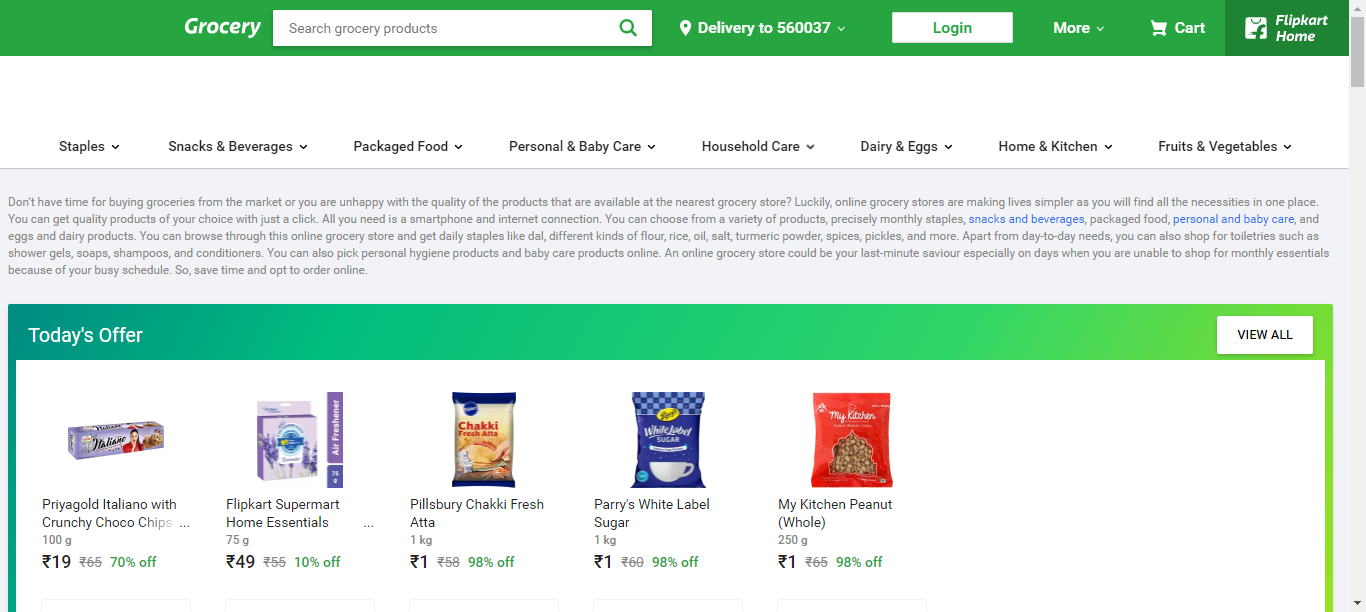 Grocery
Search grocery products
Delivery to 560037
Login
More
Cart
Flipkart
Home
Staples
Snacks & Beverages
Packaged Food
Personal & Baby Care
Household Care
Dairy & Eggs
Home & Kitchen
Fruits & Vegetables
Don't have time for buying groceries from the market or you are unhappy with the quality of the products that are available at the nearest grocery store? Luckily, online grocery stores are making lives simpler as you will find all the necessities in one place.
You can get quality products of your choice with just a click. All you need is a smartphone and internet connection. You can choose from a variety of products, precisely monthly staples, snacks and beverages, packaged food, personal and baby care, and
eggs and dairy products. You can browse through this online grocery store and get daily staples like dal, different kinds of flour, rice, oil, salt, turmeric powder, spices, pickles, and more. Apart from day-to-day needs, you can also shop for toiletries such as
shower gels, soaps, shampoos, and conditioners. You can also pick personal hygiene products and baby care products online. An online grocery store could be your last-minute saviour especially on days when you are unable to shop for monthly essentials
because of your busy schedule. So, save time and opt to order online.
Today's Offer
VIEW ALL
Italiano
Air Freshener
75
g
Chakki
Fresh Atta
Parry's
White Label
SUGAR
My Kitchen
Priyagold Italiano with
Crunchy Choco Chips ...
100 g
₹19 ₹65 70% off
Flipkart Supermart
Home Essentials ...
75 g
₹49 ₹55 10% off
Pillsbury Chakki Fresh
Atta
1 kg
₹1 ₹58 98% off
Parry's White Label
Sugar
1 kg
₹1 ₹60 98% off
My Kitchen Peanut
(Whole)
250 g
₹1 ₹65 98% off